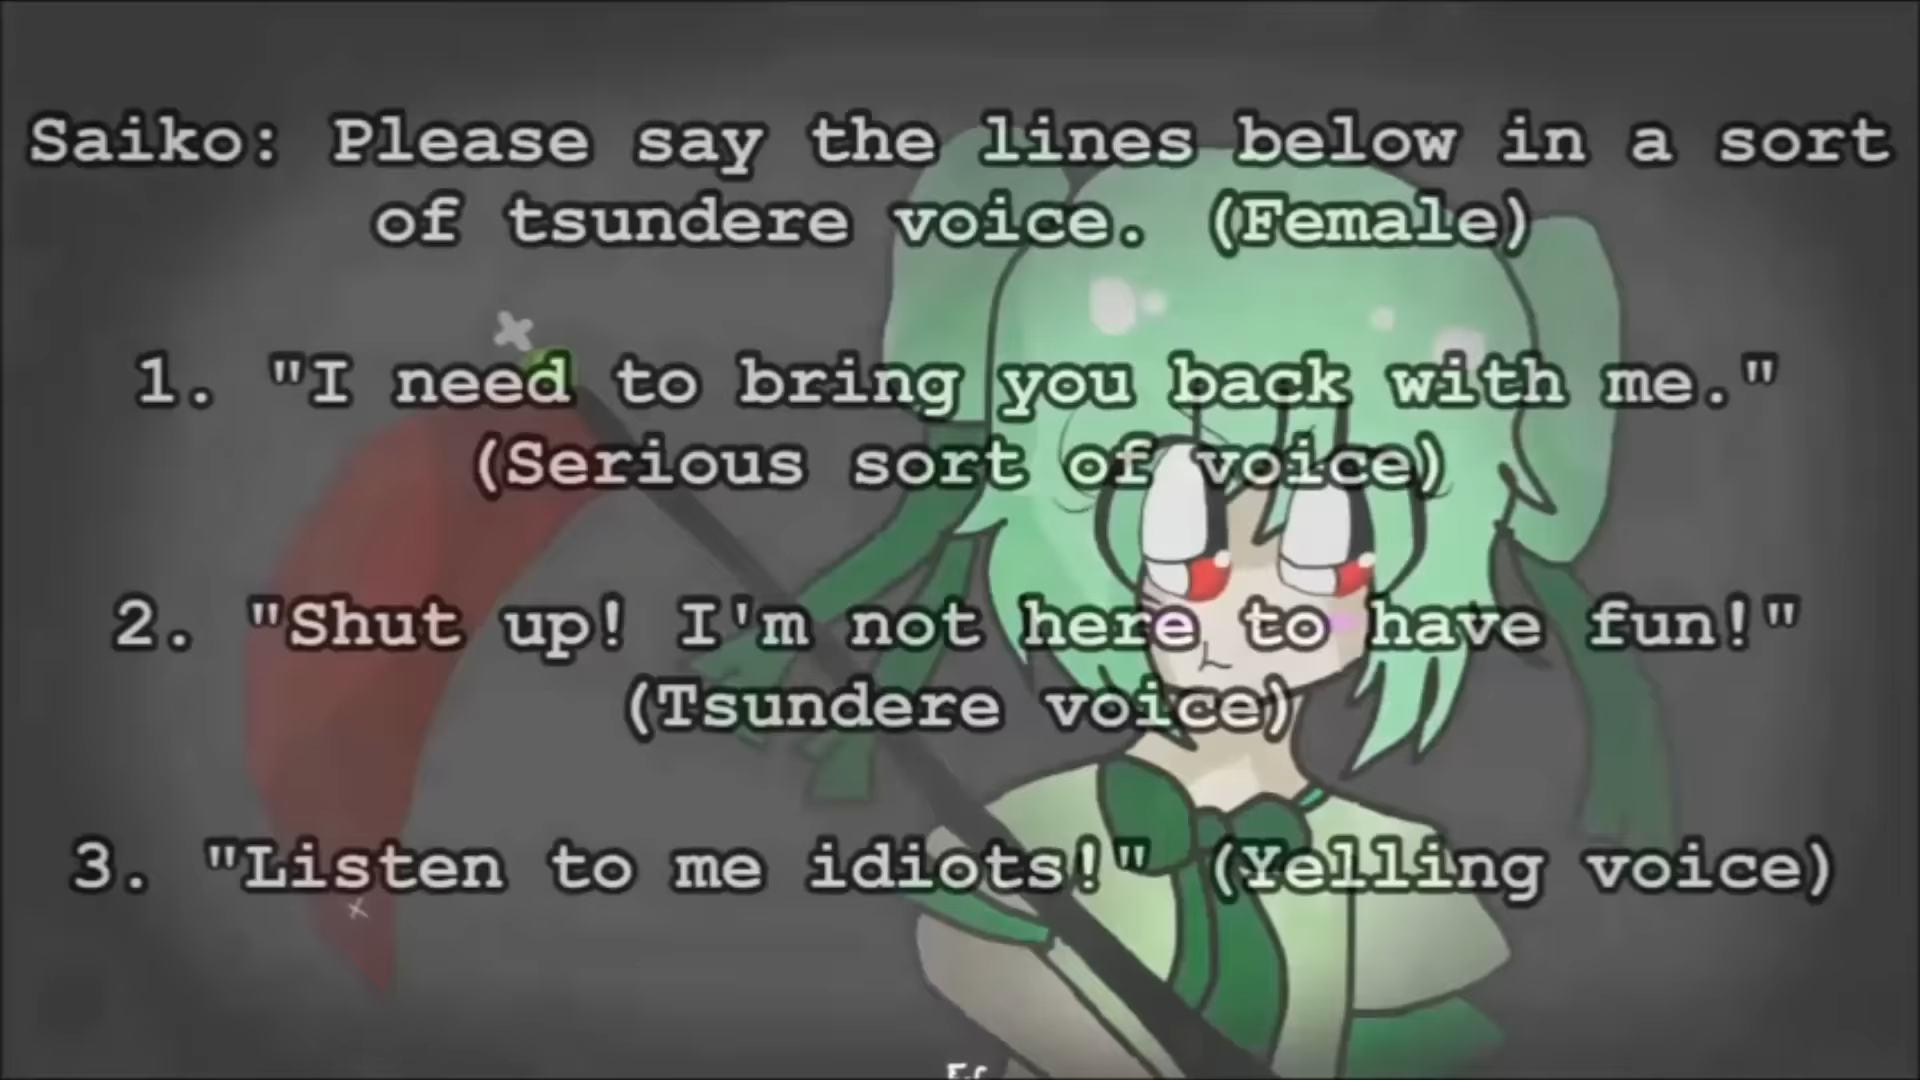 Saiko: Please say the lines below in a sort
of tsundere voice. (Female)
1. "I need to bring you back with me."
(Serious sort of voice)
2. "Shut up! I'm not here to have fun!"
(Tsundere voice)
3. "Listen to me idiots!" (Yelling voice)